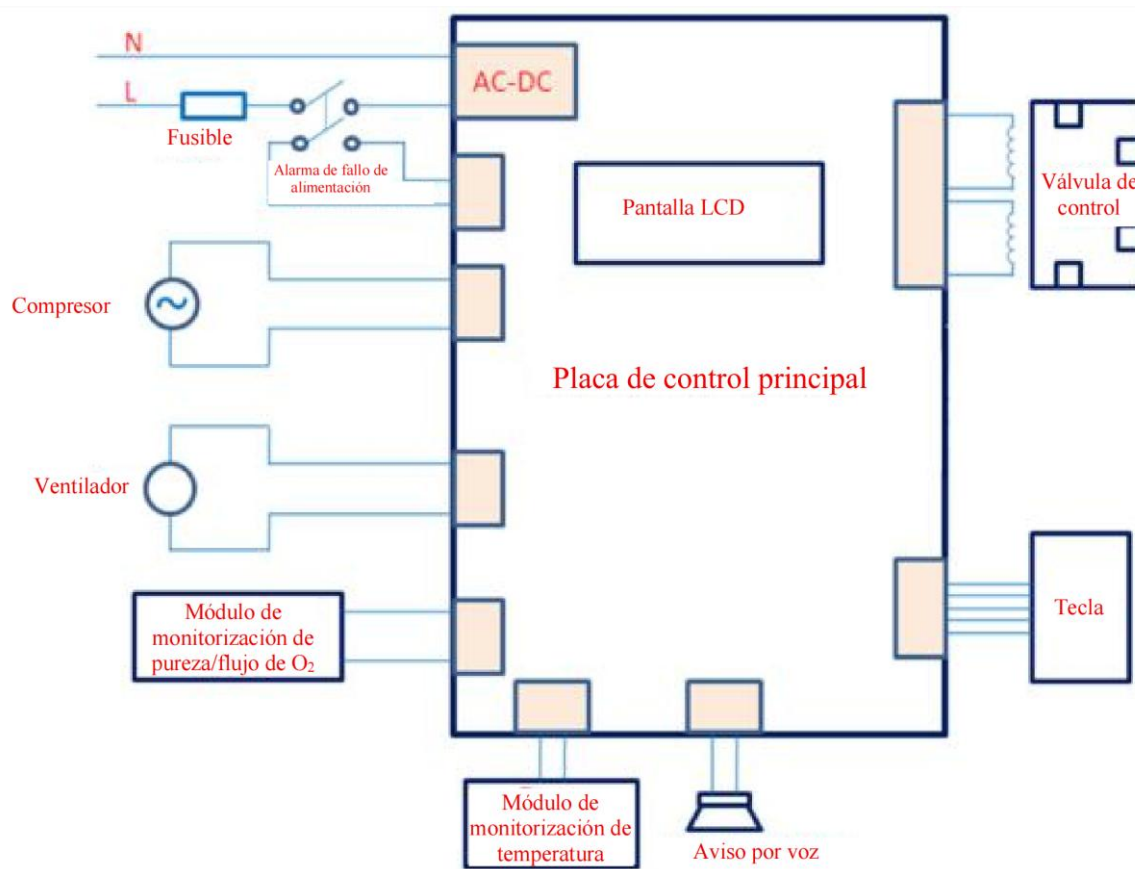 N
L
AC-DC
Fusible
Alarma de fallo de
alimentación
Pantalla LCD
Válvula de
control
Compresor
Placa de control principal
Ventilador
Módulo de
monitorización de
pureza/flujo de O₂
Tecla
Módulo de
monitorización de
temperatura
Aviso por voz